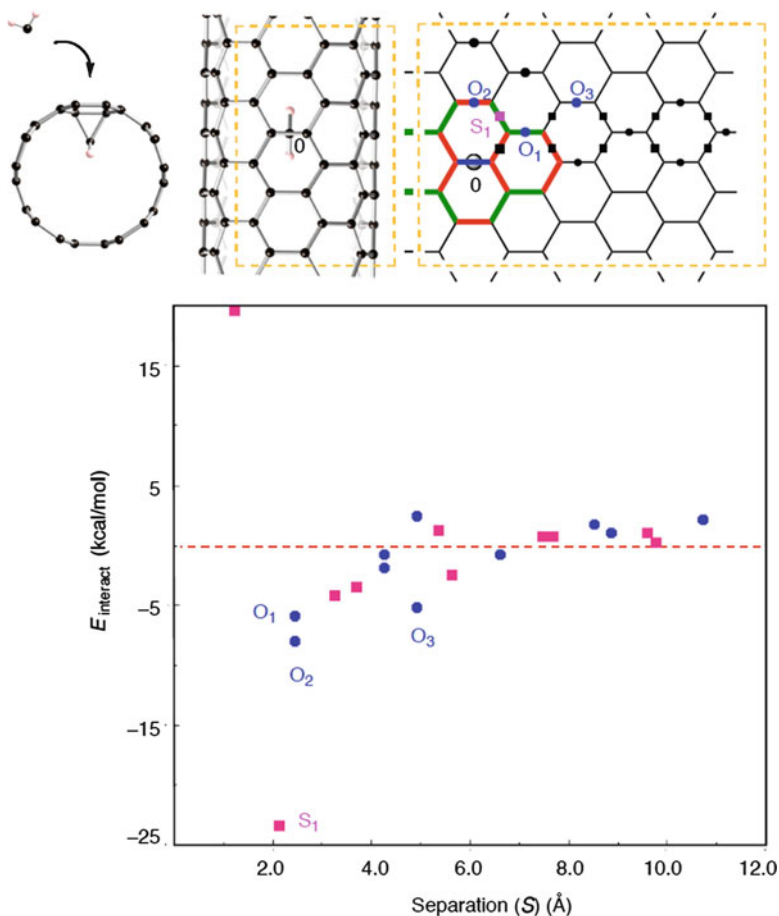 0
O2
O3
S1
O1
0
15
5
−5
−15
−25
E interact (kcal/mol)
O1
O2
O3
S1
2.0 4.0 6.0 8.0 10.0 12.0
Separation (S) (Å)